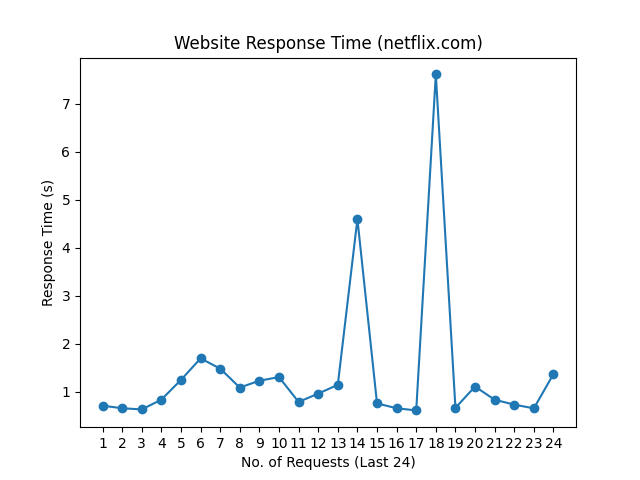 Website Response Time (netflix.com)
Response Time (s)
7
6
5
4
3
2
1
1 2 3 4 5 6 7 8 9 10 11 12 13 14 15 16 17 18 19 20 21 22 23 24
No. of Requests (Last 24)